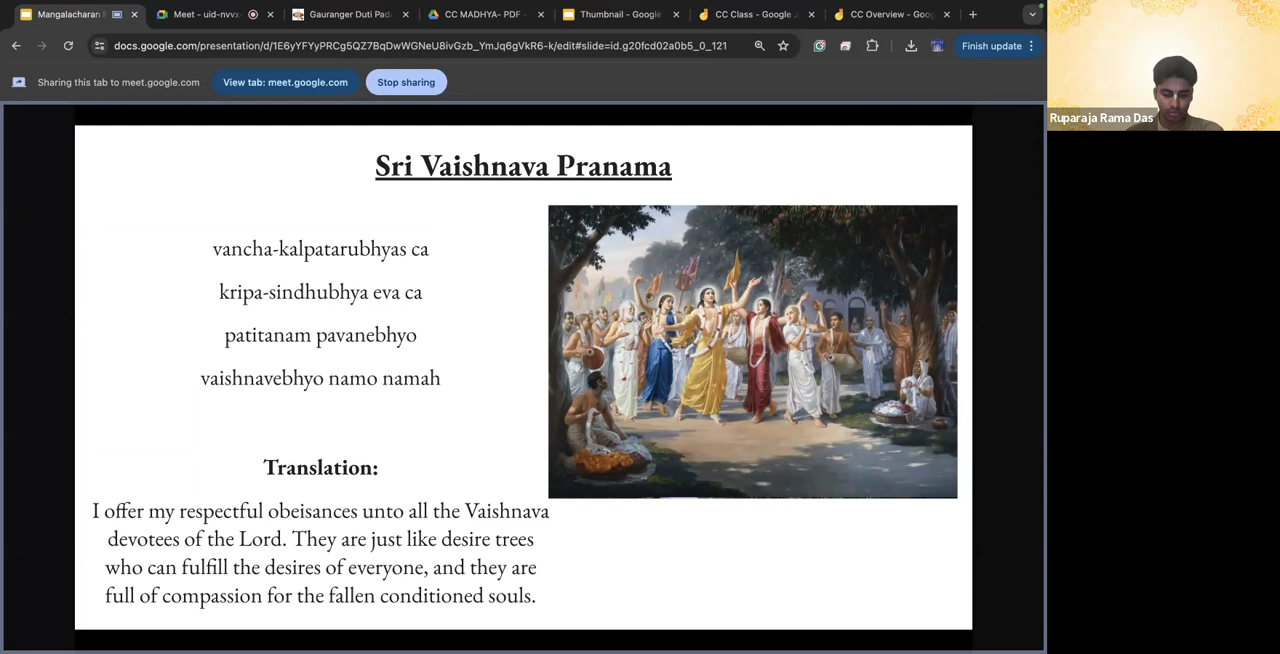 Mangalacharan
Meet - uid-nvvx-
Gauranger Duti Pada
CC MADHYA- PDF -
Thumbnail - Google
CC Class - Google
CC Overview - Goog
docs.google.com/presentation/d/1E6yYFYyPRCg5QZ7BqDwWGNeU8ivGzb_YmJq6gVkR6-k/edit#slide=id.g20fcd02a0b5_0_121
Finish update
Sharing this tab to meet.google.com
View tab: meet.google.com
Stop sharing
Ruparaja Rama Das
Sri Vaishnava Pranama
vancha-kalpatarubhyas ca
kripa-sindhubhya eva ca
patitanam pavanebhyo
vaishnavebhyo namo namah
Translation:
I offer my respectful obeisances unto all the Vaishnava
devotees of the Lord. They are just like desire trees
who can fulfill the desires of everyone, and they are
full of compassion for the fallen conditioned souls.